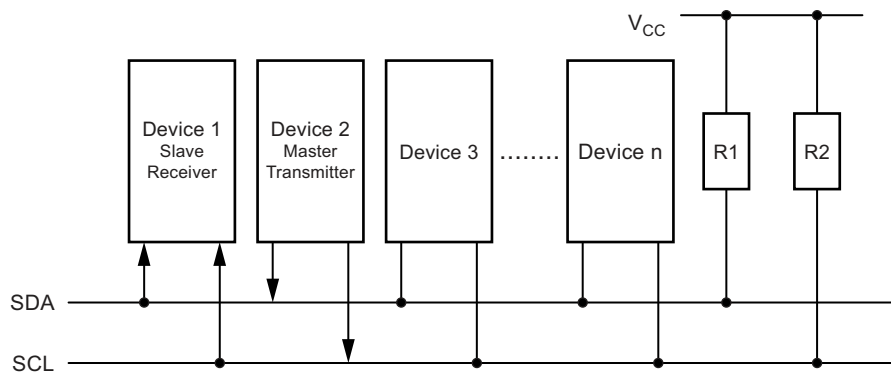 V_CC
Device 1
Slave
Receiver
Device 2
Master
Transmitter
Device 3
........
Device n
R1
R2
SDA
SCL